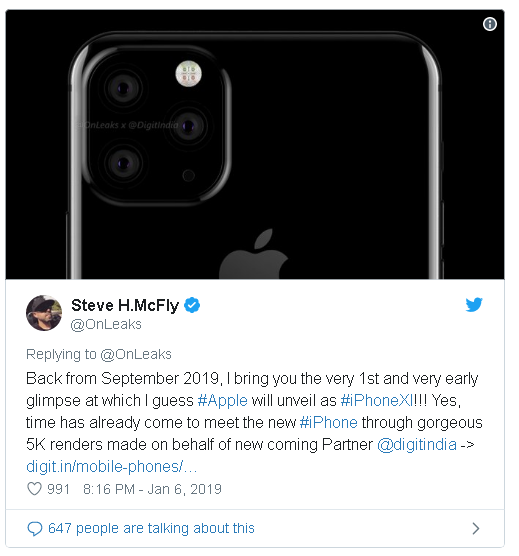 OnLeaks x @DigitIndia
Steve H.McFly
@OnLeaks
Replying to @OnLeaks
Back from September 2019, I bring you the very 1st and very early
glimpse at which I guess #Apple will unveil as #iPhoneXI!!! Yes,
time has already come to meet the new #iPhone through gorgeous
5K renders made on behalf of new coming Partner @digitindia ->
digit.in/mobile-phones/…
991 8:16 PM - Jan 6, 2019
647 people are talking about this